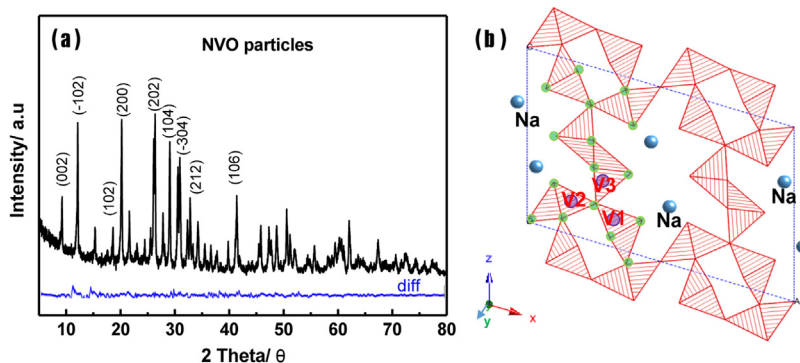 (a)
NVO particles
Intensity/ a.u
(002)
(-102)
(102)
(200)
(202)
(104)
(-304)
(212)
(106)
diff
10 20 30 40 50 60 70 80
2 Theta/ θ
(b)
Na
V3
V2
V1
Na
Na
z
y
x